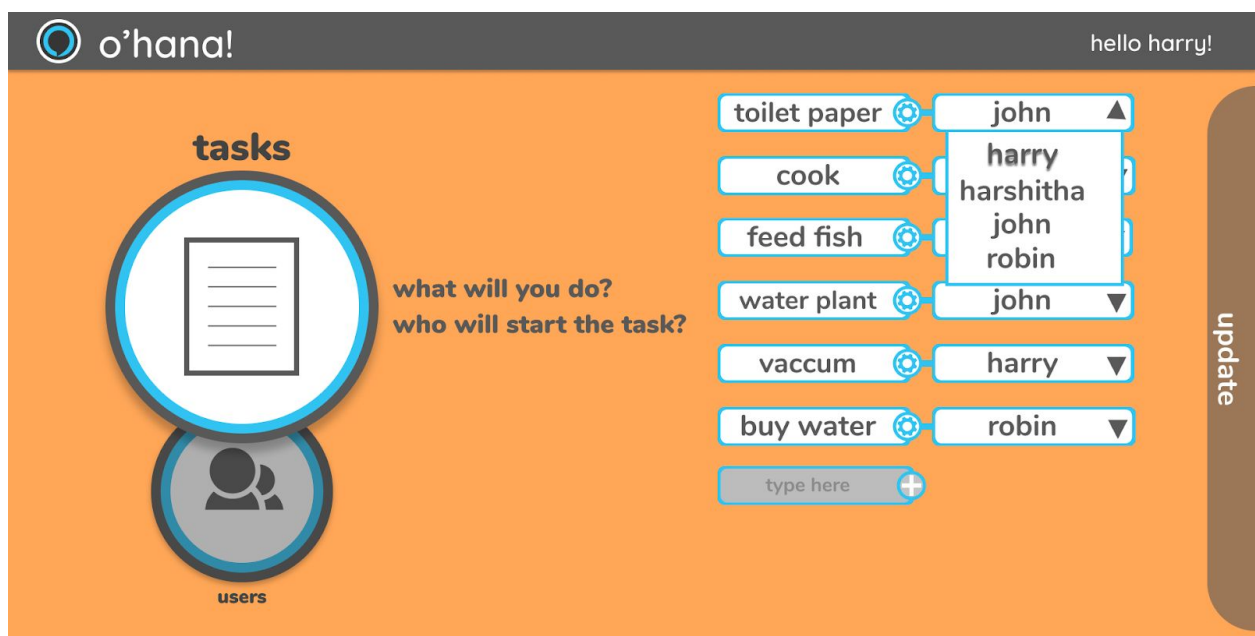 o'hana!
hello harry!
tasks
what will you do?
who will start the task?
users
toilet paper john
harry
harshitha
john
robin
cook
feed fish
water plant john
vaccum harry
buy water robin
type here
update